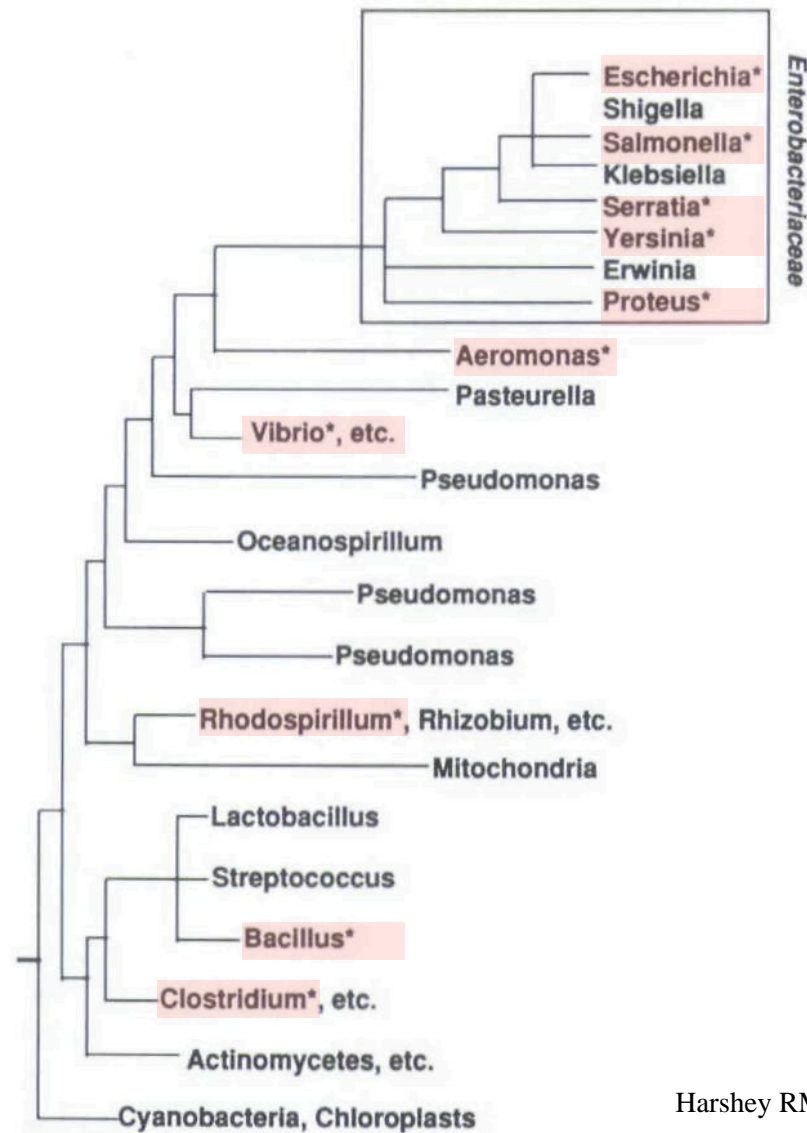 Escherichia*
Shigella
Salmonella*
Klebsiella
Serratia*
Yersinia*
Erwinia
Proteus*
Enterobacteriaceae
Aeromonas*
Pasteurella
Vibrio*, etc.
Pseudomonas
Oceanospirillum
Pseudomonas
Pseudomonas
Rhodospirillum*, Rhizobium, etc.
Mitochondria
Lactobacillus
Streptococcus
Bacillus*
Clostridium*, etc.
Actinomycetes, etc.
Cyanobacteria, Chloroplasts
Harshey RM